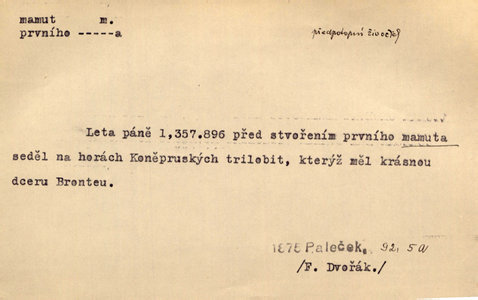 mamut m.
prvního -----a
předpotopní živočich
Leta páně 1,357.896 před stvořením prvního mamuta
seděl na horách Koněpruských trilobit, kterýž měl krásnou
dceru Bronteu.
1875 Paleček, 92, 5a
/F. Dvořák./